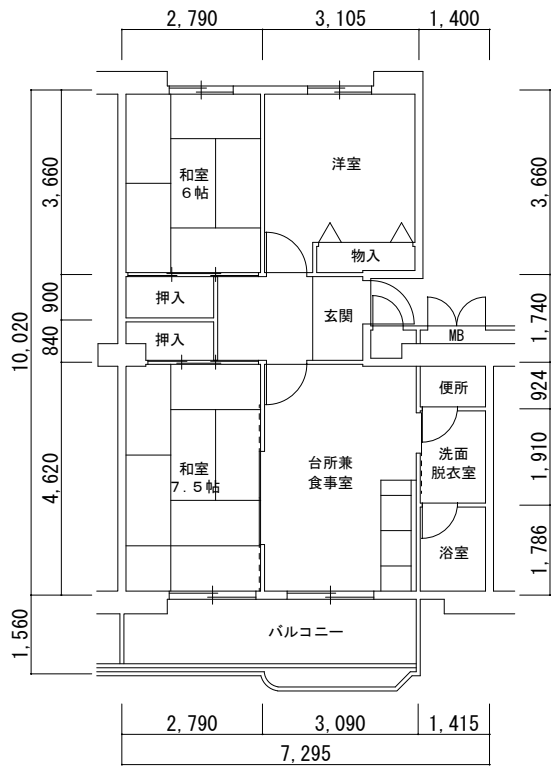 2,790 3,105 1,400
3,660
900
840
10,020
4,620
1,560
和室
6帖
洋室
物入
押入
玄関
押入
MB
便所
和室
7.5帖
台所兼
食事室
洗面
脱衣室
浴室
バルコニー
3,660
1,740
924
1,910
1,786
2,790 3,090 1,415
7,295